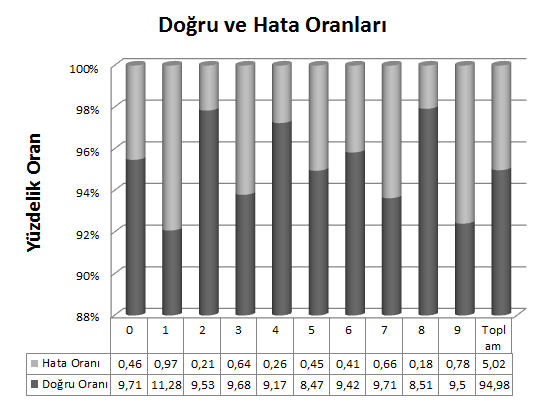 Doğru ve Hata Oranları
Yüzdelik Oran
100%
98%
96%
94%
92%
90%
88%
0 1 2 3 4 5 6 7 8 9 Topl
am
Hata Oranı 0,46 0,97 0,21 0,64 0,26 0,45 0,41 0,66 0,18 0,78 5,02
Doğru Oranı 9,71 11,28 9,53 9,68 9,17 8,47 9,42 9,71 8,51 9,5 94,98